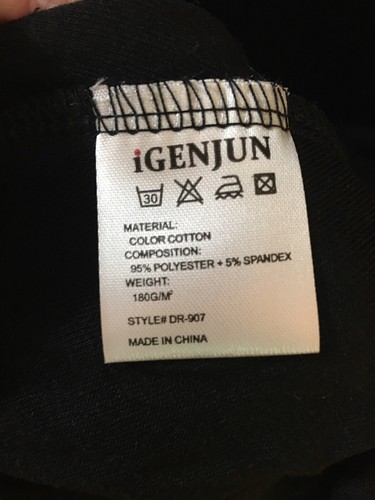 iGENJUN
30
MATERIAL:
COLOR COTTON
COMPOSITION:
95% POLYESTER + 5% SPANDEX
WEIGHT:
180G/M²
STYLE# DR-907
MADE IN CHINA